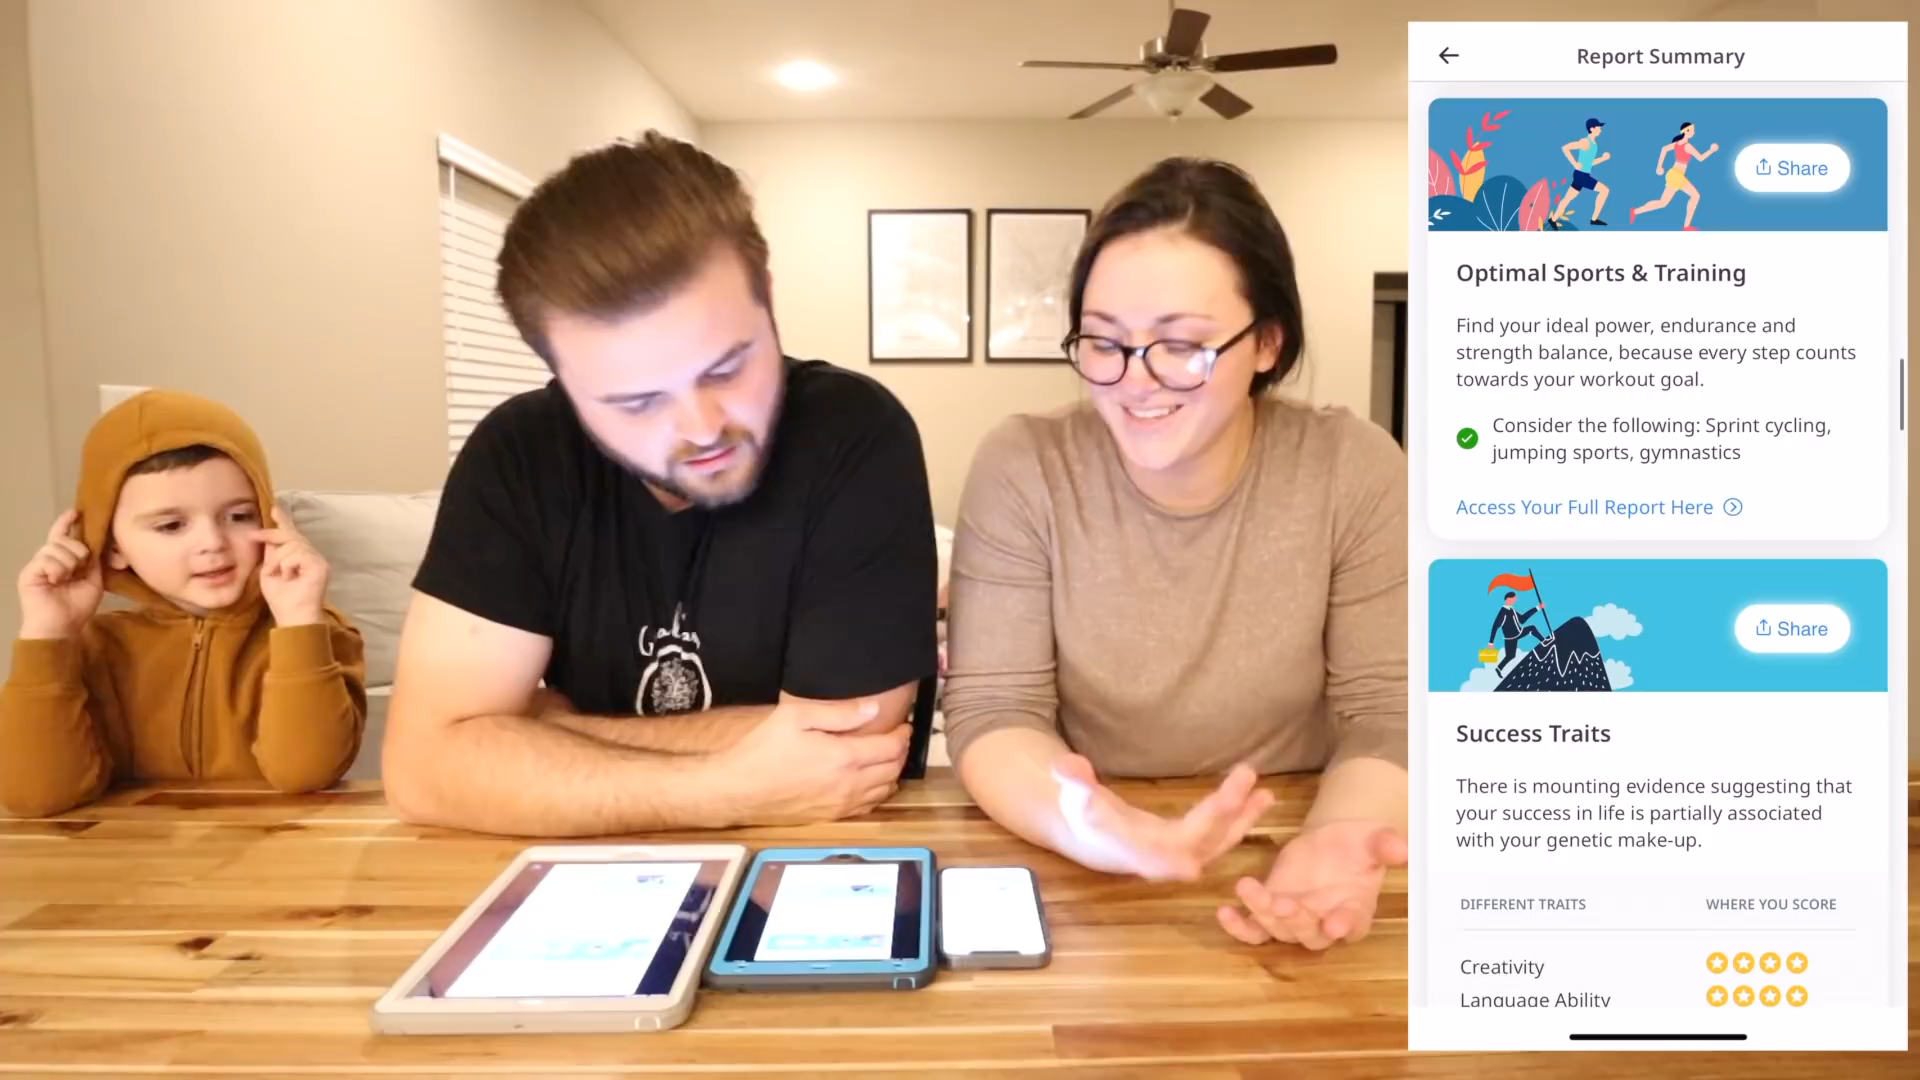 Report Summary
Share
Optimal Sports & Training
Find your ideal power, endurance and
strength balance, because every step counts
towards your workout goal.
Consider the following: Sprint cycling,
jumping sports, gymnastics
Access Your Full Report Here
Share
Success Traits
There is mounting evidence suggesting that
your success in life is partially associated
with your genetic make-up.
DIFFERENT TRAITS WHERE YOU SCORE
Creativity
Language Ability